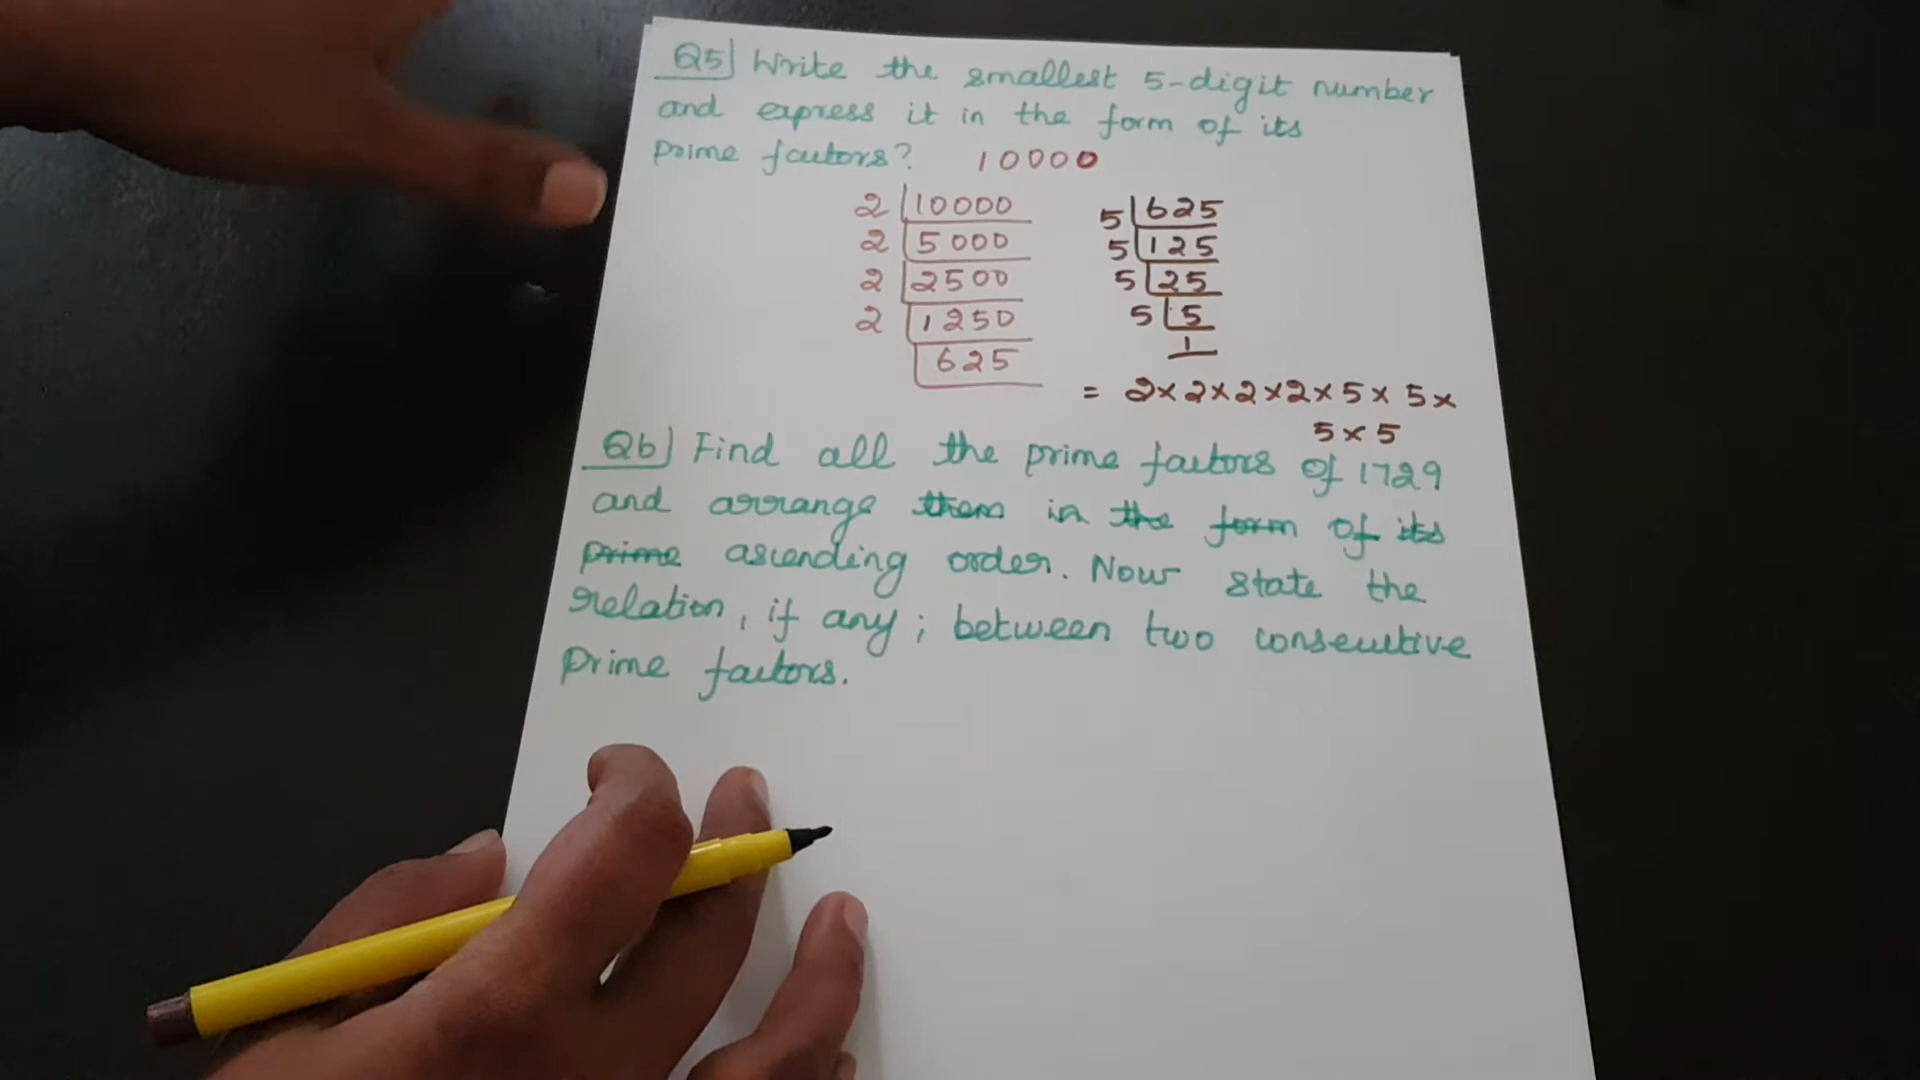 Q5) Write the smallest 5-digit number
and express it in the form of its
prime factors? 10000
2 10000
2 5000
2 2500
2 1250
625
5 625
5 125
5 25
5 5
1
= 2×2×2×2×5×5×
5×5
Q6) Find all the prime factors of 1729
and arrange them in the form of its
prime ascending order. Now state the
relation, if any; between two consecutive
prime factors.